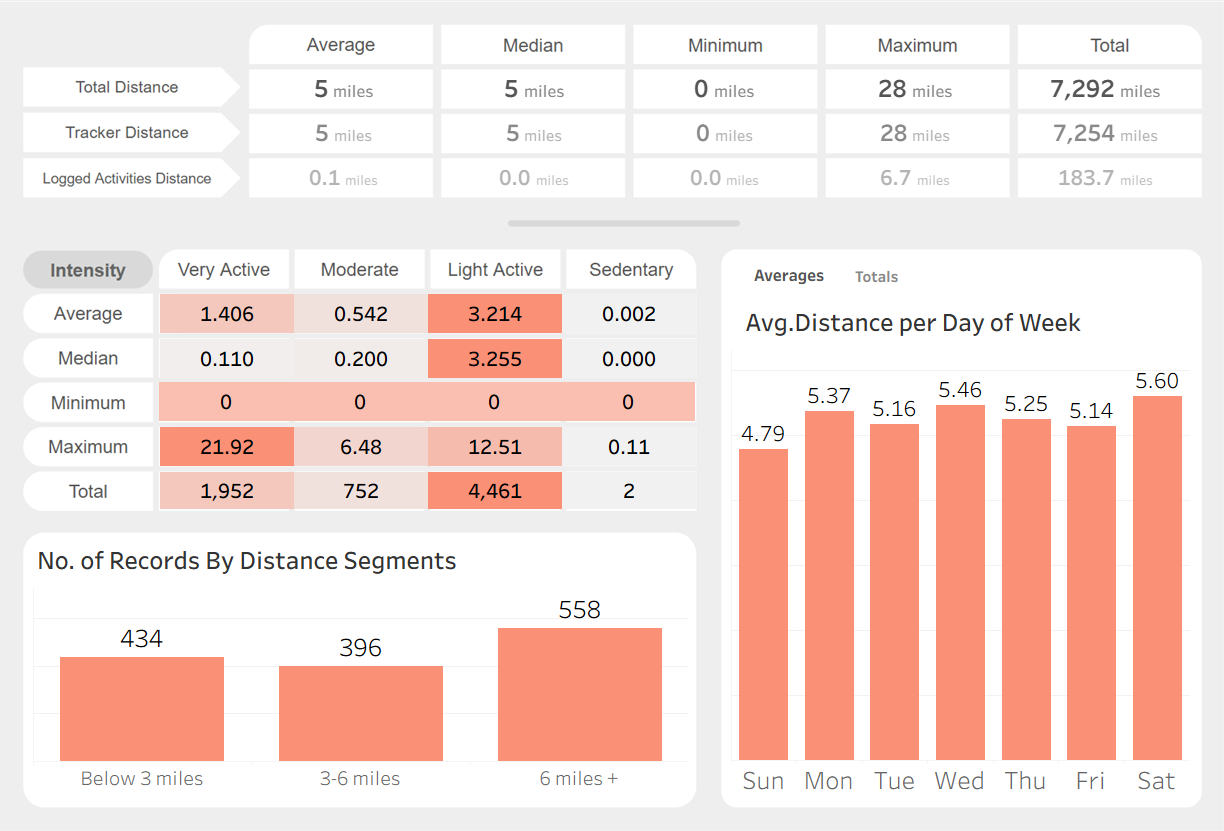 Average Median Minimum Maximum Total
Total Distance 5 miles 5 miles 0 miles 28 miles 7,292 miles
Tracker Distance 5 miles 5 miles 0 miles 28 miles 7,254 miles
Logged Activities Distance 0.1 miles 0.0 miles 0.0 miles 6.7 miles 183.7 miles
Intensity Very Active Moderate Light Active Sedentary
Average 1.406 0.542 3.214 0.002
Median 0.110 0.200 3.255 0.000
Minimum 0 0 0 0
Maximum 21.92 6.48 12.51 0.11
Total 1,952 752 4,461 2
No. of Records By Distance Segments
434 396 558
Below 3 miles 3-6 miles 6 miles +
Averages Totals
Avg.Distance per Day of Week
4.79 5.37 5.16 5.46 5.25 5.14 5.60
Sun Mon Tue Wed Thu Fri Sat